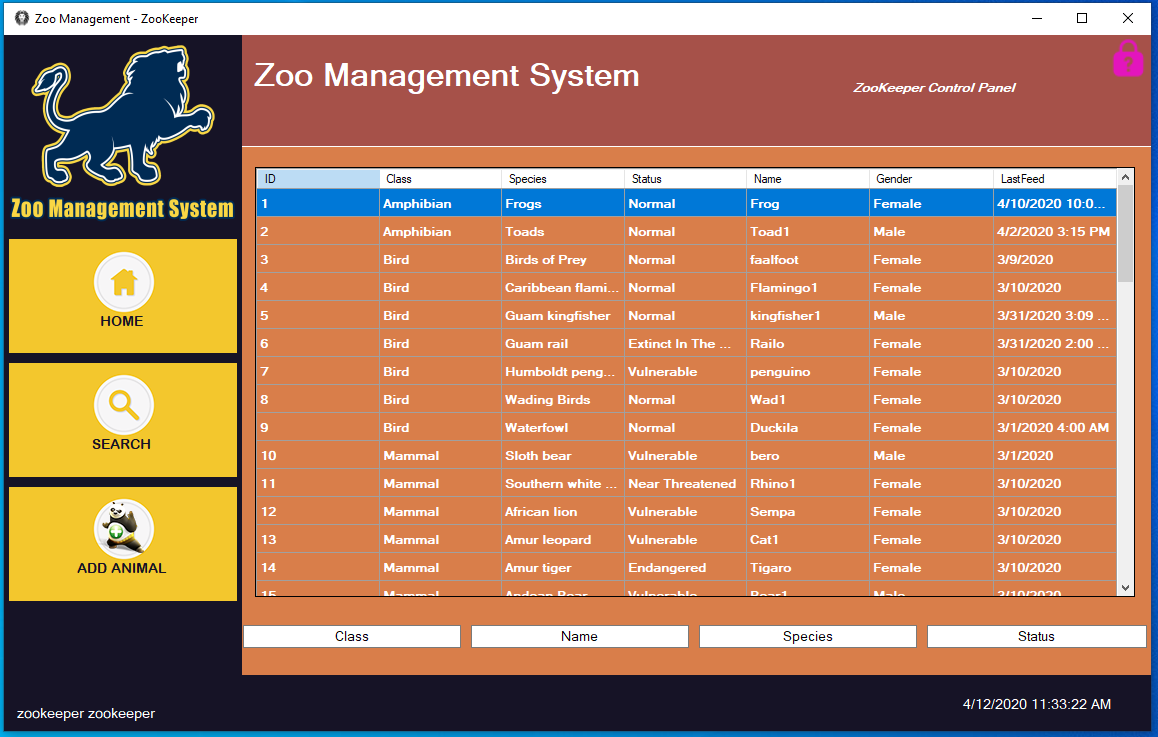 Zoo Management - ZooKeeper
Zoo Management System
Zoo Management System
ZooKeeper Control Panel
HOME
SEARCH
ADD ANIMAL
ID Class Species Status Name Gender LastFeed
1 Amphibian Frogs Normal Frog Female 4/10/2020 10:0...
2 Amphibian Toads Normal Toad1 Male 4/2/2020 3:15 PM
3 Bird Birds of Prey Normal faalfoot Female 3/9/2020
4 Bird Caribbean flami... Normal Flamingo1 Female 3/10/2020
5 Bird Guam kingfisher Normal kingfisher1 Male 3/31/2020 3:09 ...
6 Bird Guam rail Extinct In The ... Railo Female 3/31/2020 2:00 ...
7 Bird Humboldt peng... Vulnerable penguino Female 3/10/2020
8 Bird Wading Birds Normal Wad1 Female 3/10/2020
9 Bird Waterfowl Normal Duckila Female 3/1/2020 4:00 AM
10 Mammal Sloth bear Vulnerable bero Male 3/1/2020
11 Mammal Southern white ... Near Threatened Rhino1 Female 3/10/2020
12 Mammal African lion Vulnerable Sempa Female 3/10/2020
13 Mammal Amur leopard Vulnerable Cat1 Female 3/10/2020
14 Mammal Amur tiger Endangered Tigaro Female 3/10/2020
15 Mammal Andean Bear Vulnerable Bear1 Male 3/10/2020
Class Name Species Status
zookeeper zookeeper
4/12/2020 11:33:22 AM